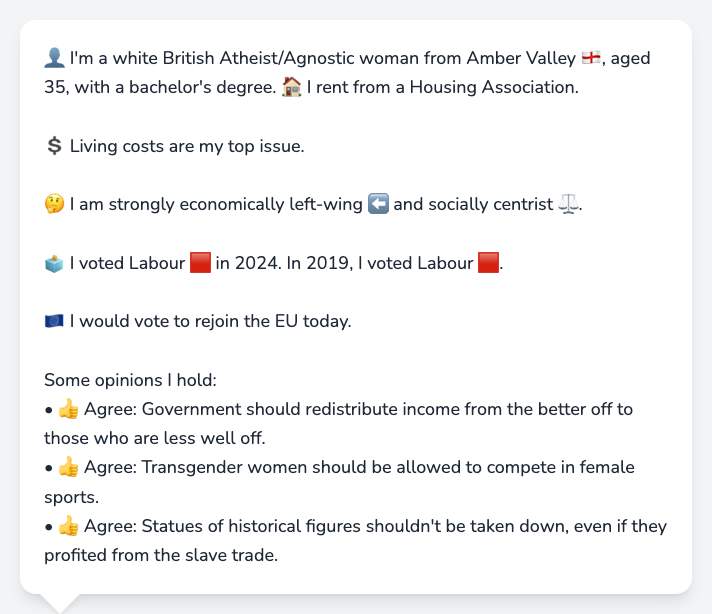 👤 I'm a white British Atheist/Agnostic woman from Amber Valley 🏴󠁧󠁢󠁥󠁮󠁧󠁿, aged
35, with a bachelor's degree. 🏠 I rent from a Housing Association.
💲 Living costs are my top issue.
🤔 I am strongly economically left-wing ⬅️ and socially centrist ⚖️.
🗳️ I voted Labour 🟥 in 2024. In 2019, I voted Labour 🟥.
🇪🇺 I would vote to rejoin the EU today.
Some opinions I hold:
• 👍 Agree: Government should redistribute income from the better off to
those who are less well off.
• 👍 Agree: Transgender women should be allowed to compete in female
sports.
• 👍 Agree: Statues of historical figures shouldn't be taken down, even if they
profited from the slave trade.